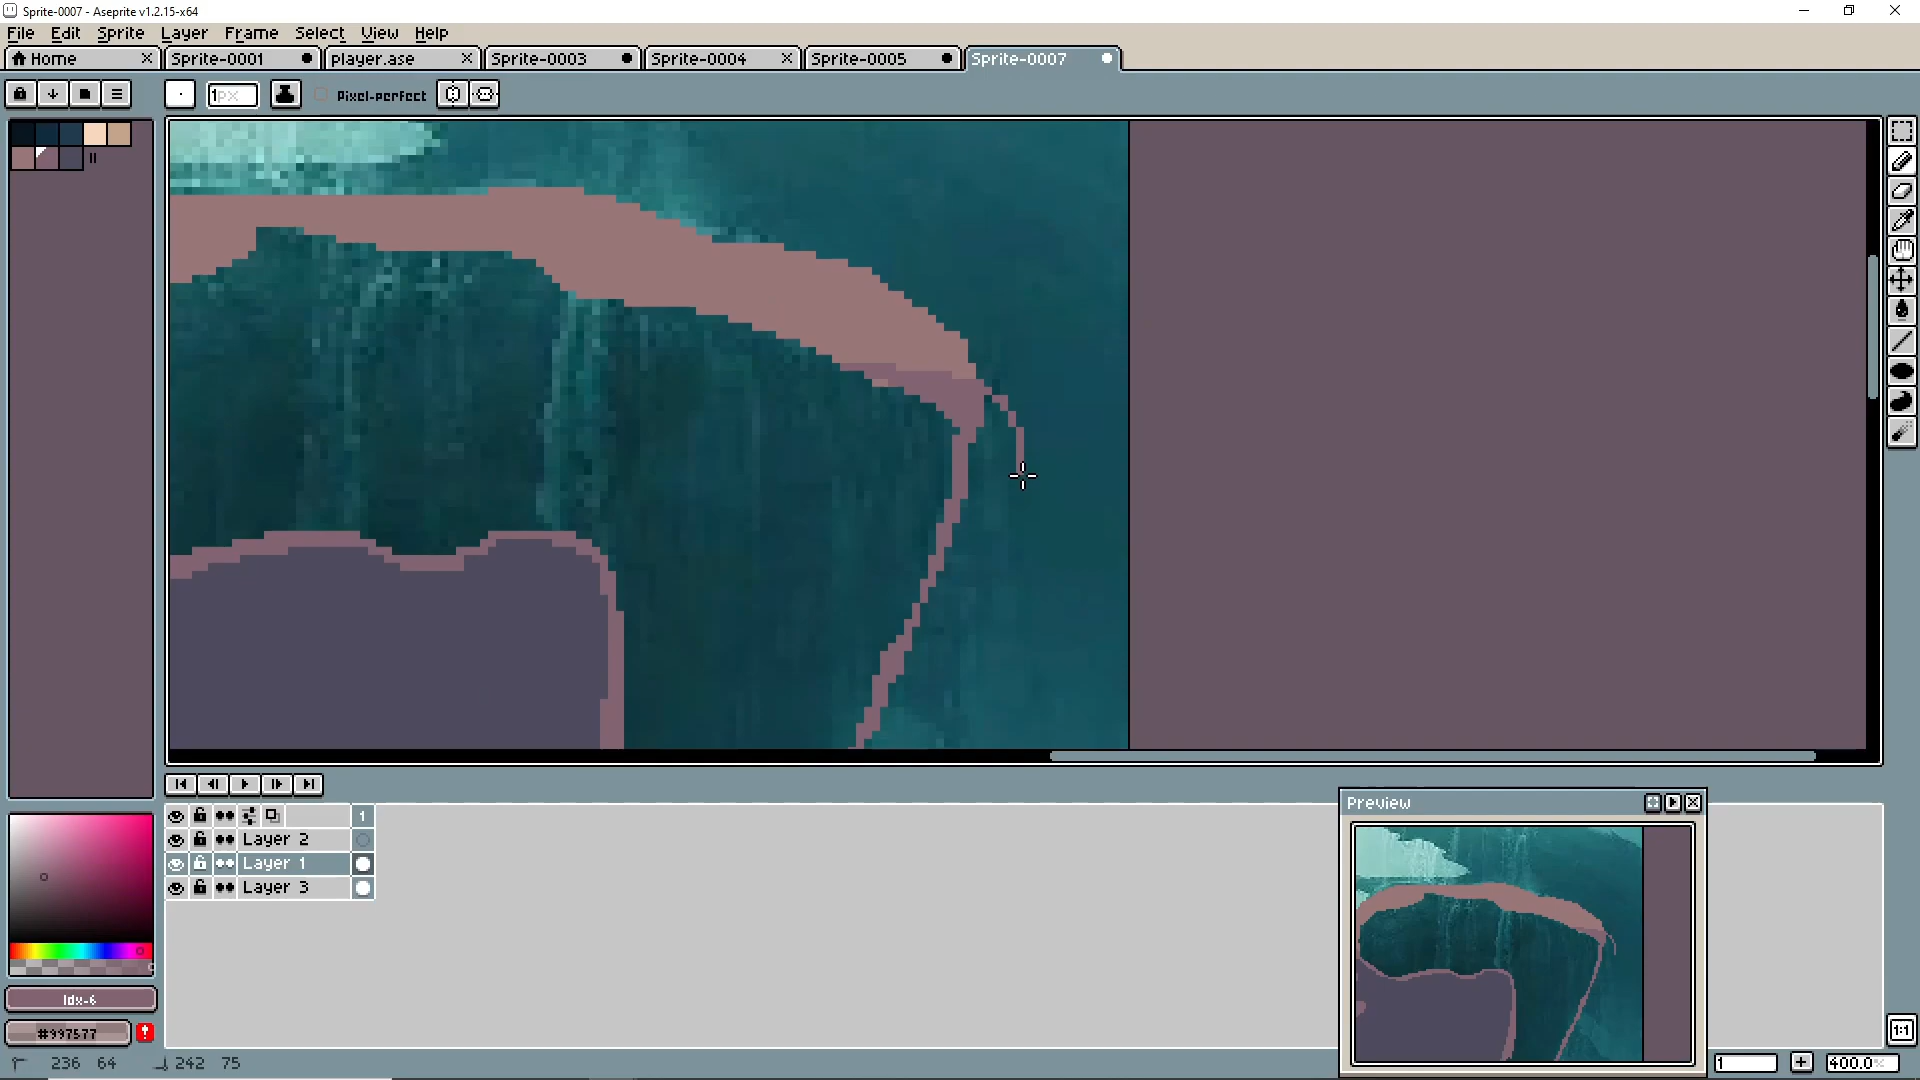 Sprite-0007 - Aseprite v1.2.15-x64
File Edit Sprite Layer Frame Select View Help
Home Sprite-0001 player.ase Sprite-0003 Sprite-0004 Sprite-0005 Sprite-0007
1px Pixel-perfect
1
Layer 2
Layer 1
Layer 3
Preview
Idx-6
#997577
1:1
236 64 242 75 1 400.0%